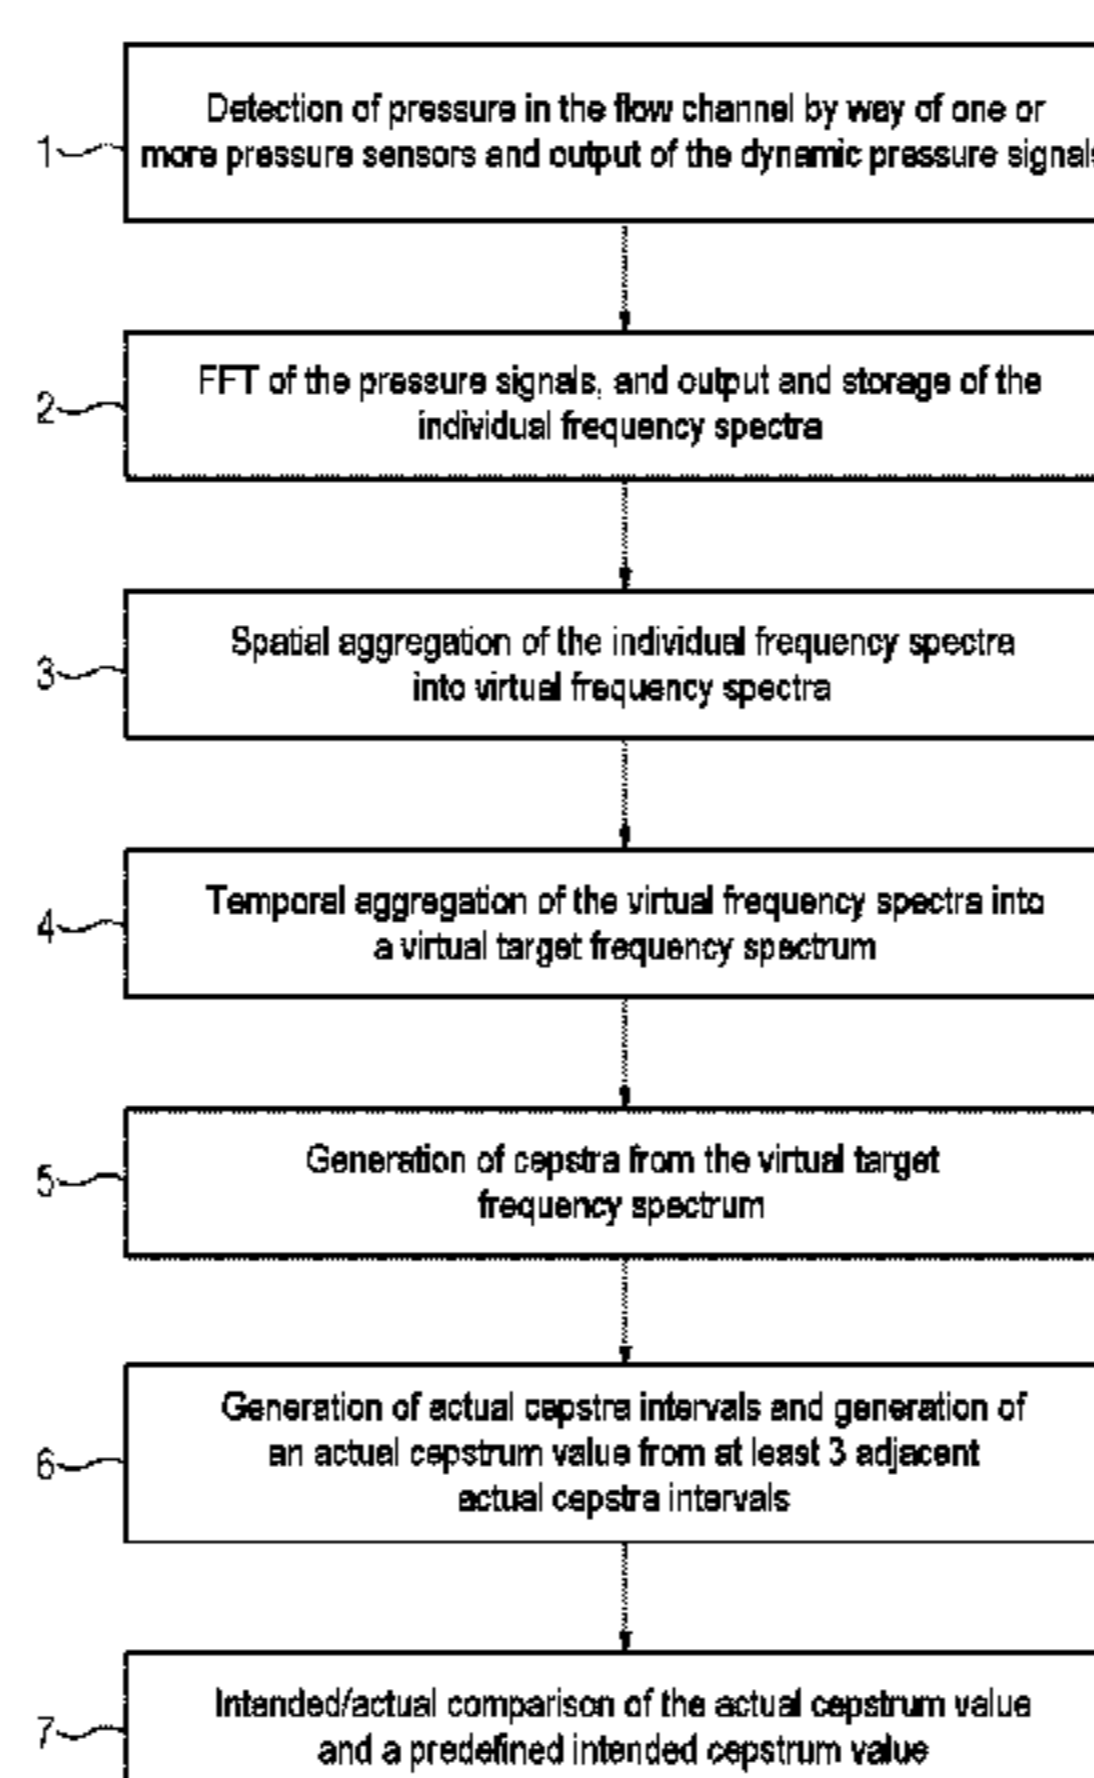 1
Detection of pressure in the flow channel by way of one or
more pressure sensors and output of the dynamic pressure signals
2
FFT of the pressure signals, and output and storage of the
individual frequency spectra
3
Spatial aggregation of the individual frequency spectra
into virtual frequency spectra
4
Temporal aggregation of the virtual frequency spectra into
a virtual target frequency spectrum
5
Generation of cepstra from the virtual target
frequency spectrum
6
Generation of actual cepstra intervals and generation of
an actual cepstrum value from at least 3 adjacent
actual cepstra intervals
7
Intended/actual comparison of the actual cepstrum value
and a predefined intended cepstrum value